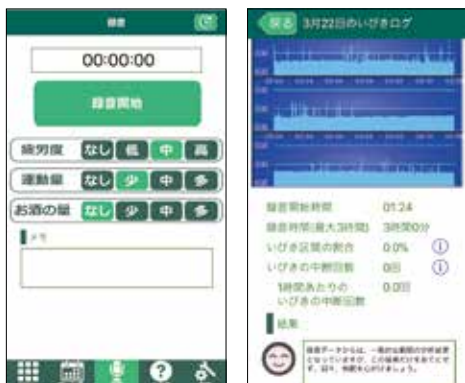 録音
00:00:00
録音開始
疲労度 なし 低 中 高
運動量 なし 少 中 多
お酒の量 なし 少 中 多
メモ
戻る 3月22日のいびきログ
録音開始時間 01:24
録音時間(最大3時間) 3時間0分
いびき区間の割合 0.0%
いびきの中断回数 0回
1時間あたりの
いびきの中断回数 0.0回
結果